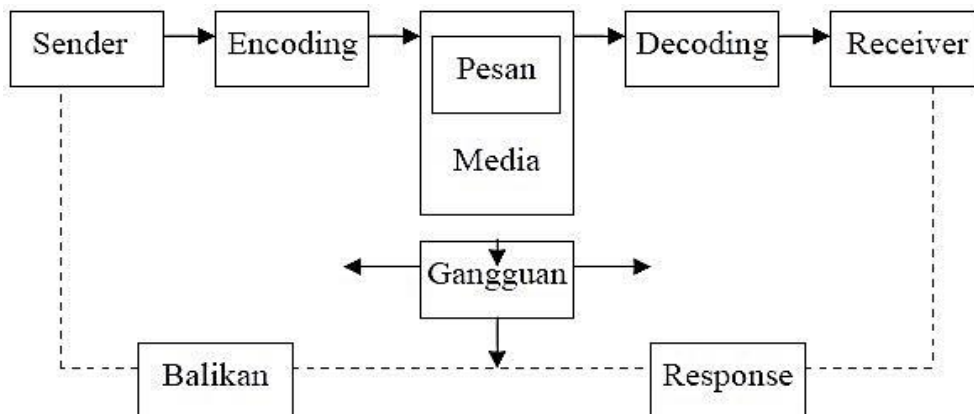 Sender
Encoding
Pesan
Media
Decoding
Receiver
Gangguan
Balikan
Response